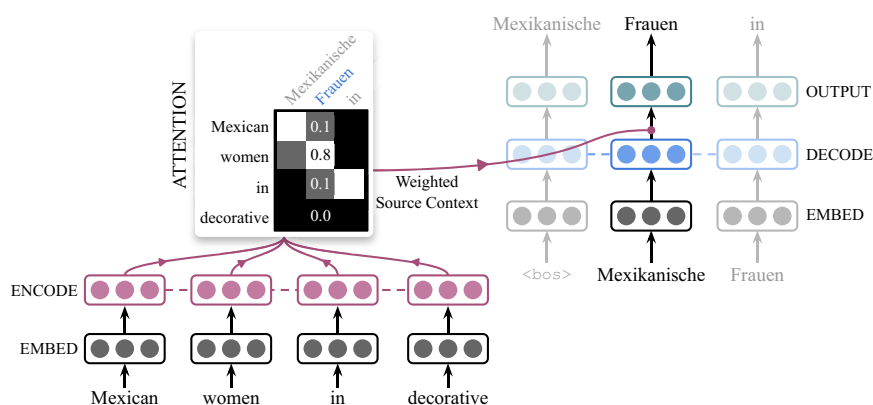 Mexikanische Frauen in
OUTPUT
DECODE
EMBED
<bos> Mexikanische Frauen
ATTENTION
Mexikanische Frauen in
Mexican 0.1
women 0.8
in 0.1
decorative 0.0
Weighted
Source Context
ENCODE
EMBED
Mexican women in decorative